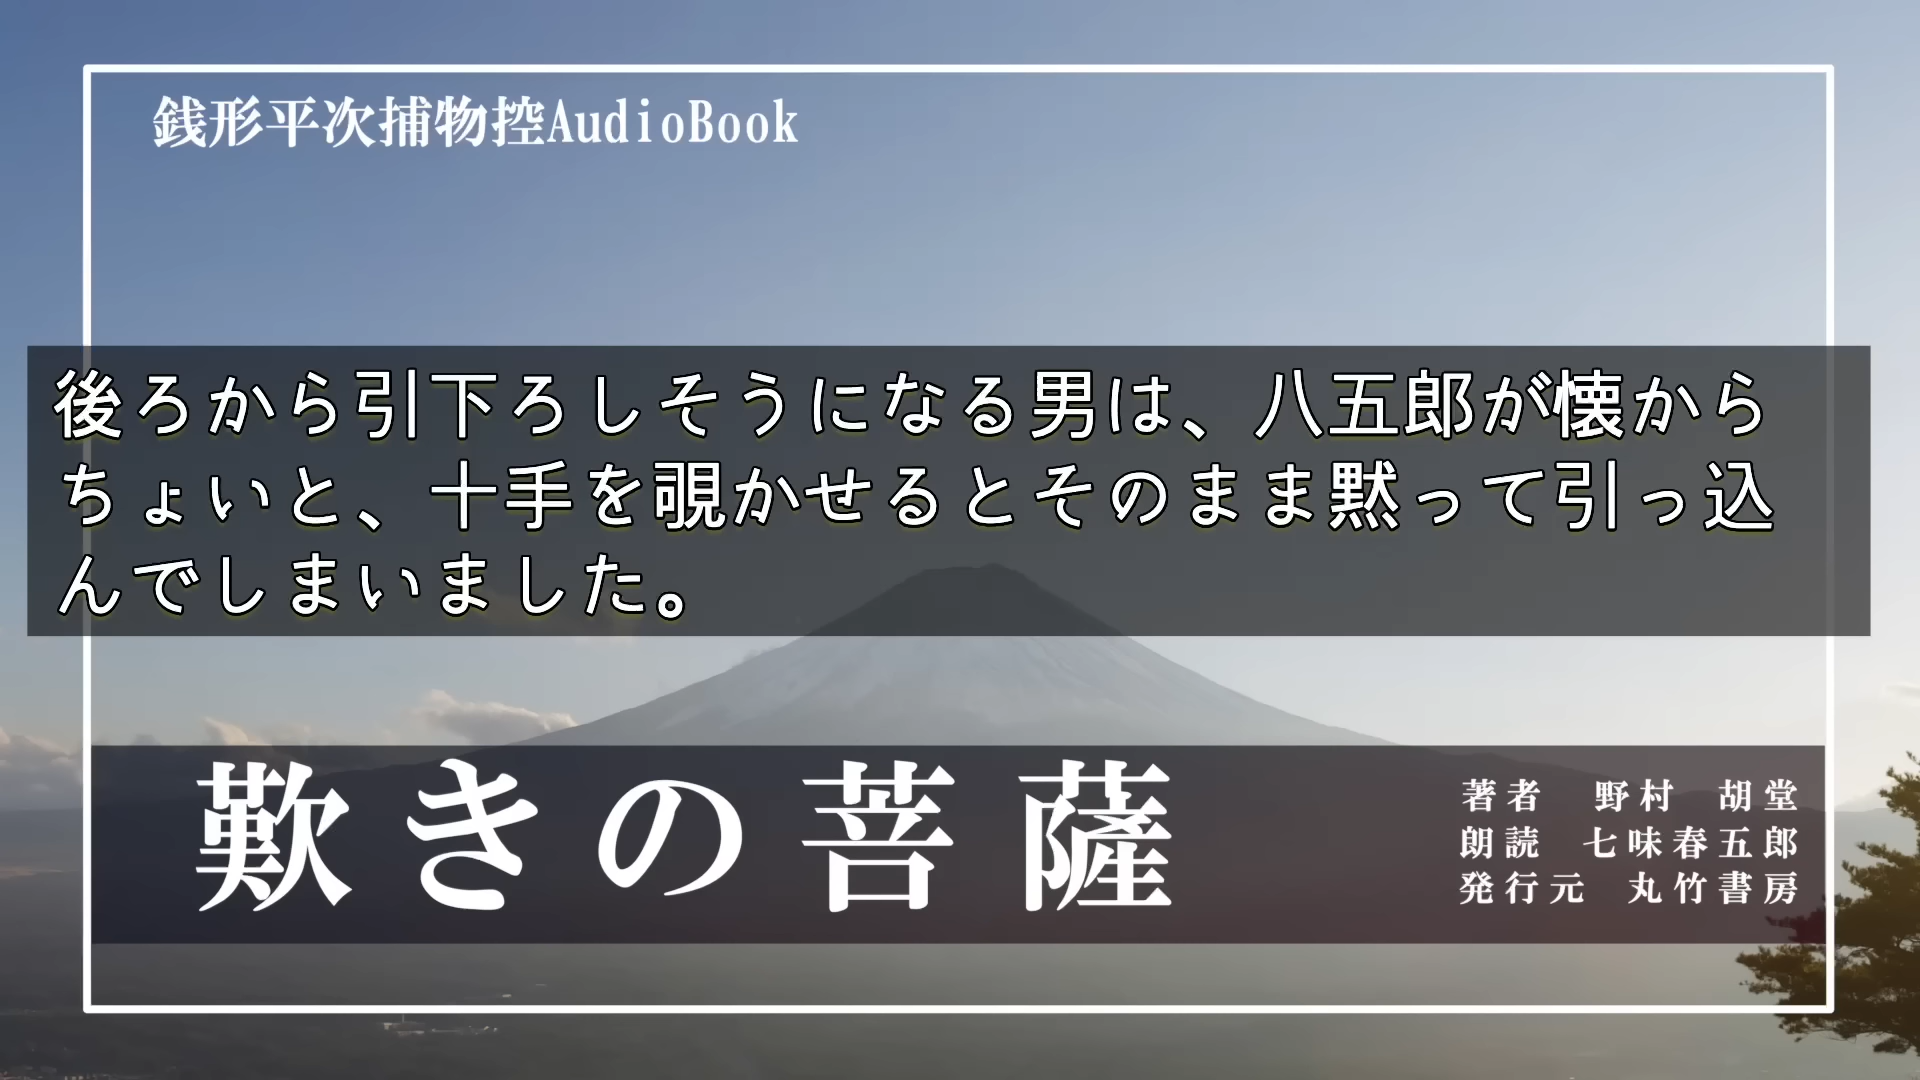 銭形平次捕物控AudioBook
後ろから引下ろしそうになる男は、八五郎が懐から
ちょいと、十手を覗かせるとそのまま黙って引っ込
んでしまいました。
歎きの菩薩
著者　野村　胡堂
朗読　七味春五郎
発行元　丸竹書房